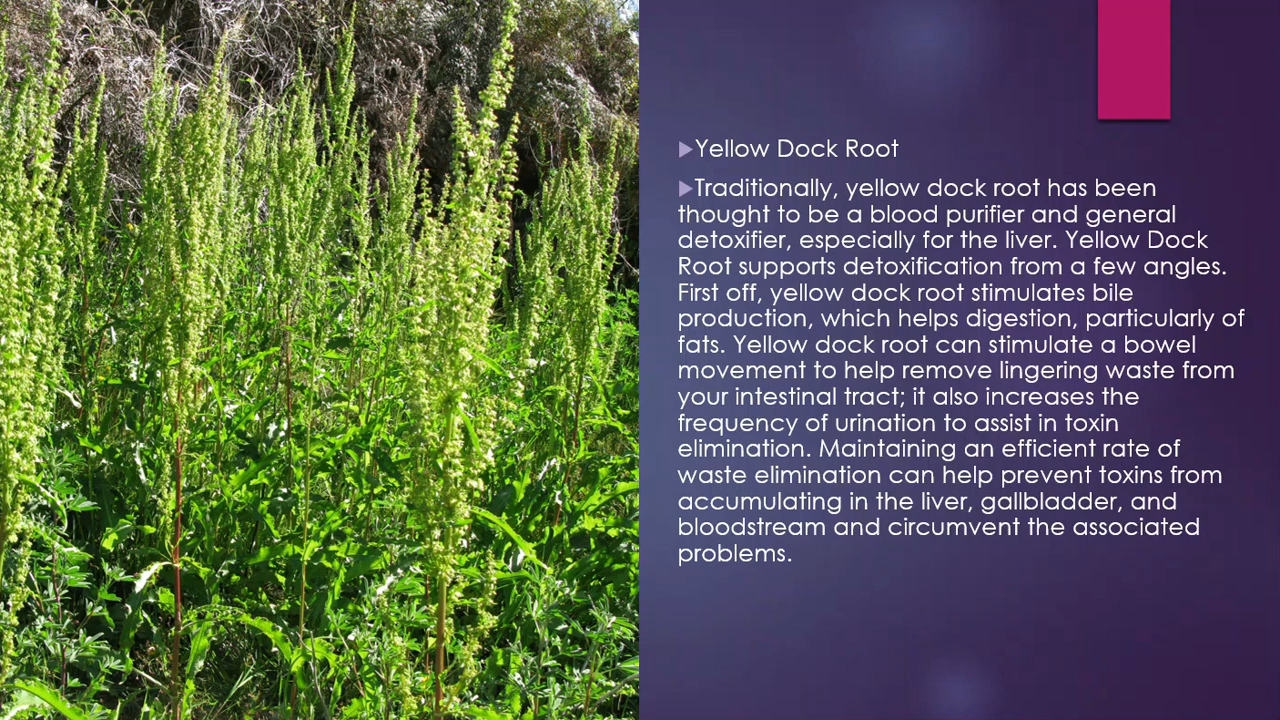 Yellow Dock Root
Traditionally, yellow dock root has been
thought to be a blood purifier and general
detoxifier, especially for the liver. Yellow Dock
Root supports detoxification from a few angles.
First off, yellow dock root stimulates bile
production, which helps digestion, particularly of
fats. Yellow dock root can stimulate a bowel
movement to help remove lingering waste from
your intestinal tract; it also increases the
frequency of urination to assist in toxin
elimination. Maintaining an efficient rate of
waste elimination can help prevent toxins from
accumulating in the liver, gallbladder, and
bloodstream and circumvent the associated
problems.